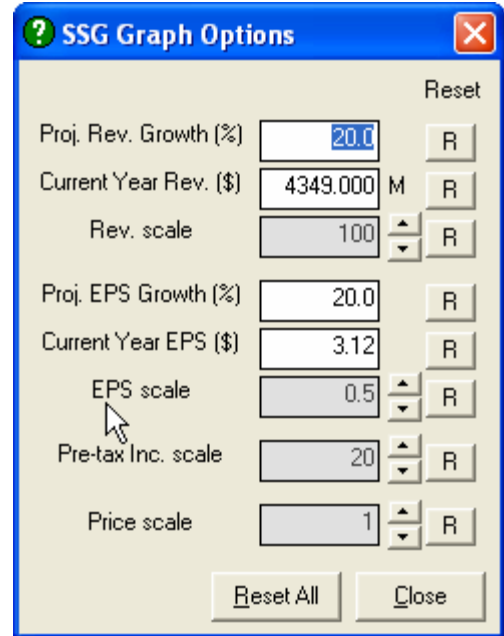 ? SSG Graph Options
Reset
Proj. Rev. Growth (%) 20.0 R
Current Year Rev. ($) 4349.000 M R
Rev. scale 100 R
Proj. EPS Growth (%) 20.0 R
Current Year EPS ($) 3.12 R
EPS scale 0.5 R
Pre-tax Inc. scale 20 R
Price scale 1 R
Reset All Close